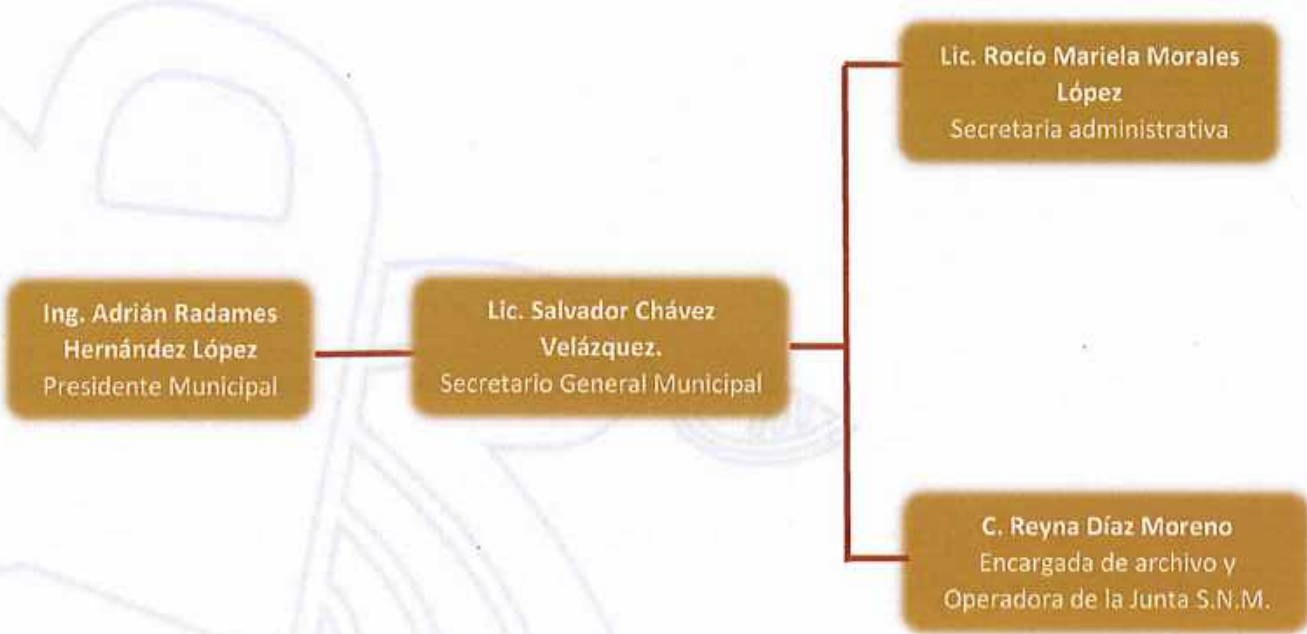 Lic. Rocío Mariela Morales
López
Secretaria administrativa
Ing. Adrián Radames
Hernández López
Presidente Municipal
Lic. Salvador Chávez
Velázquez.
Secretario General Municipal
C. Reyna Díaz Moreno
Encargada de archivo y
Operadora de la Junta S.N.M.